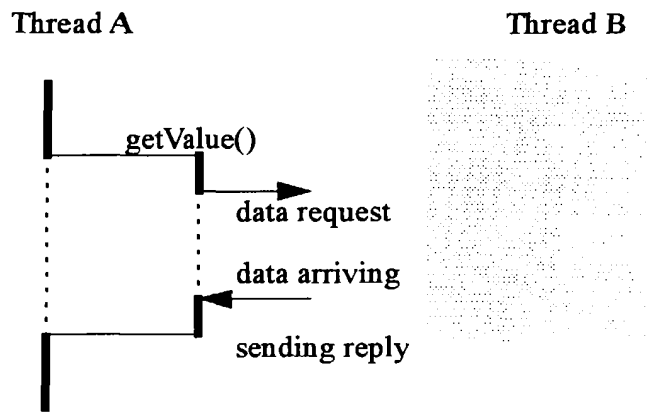 Thread A
Thread B
getValue()
data request
data arriving
sending reply